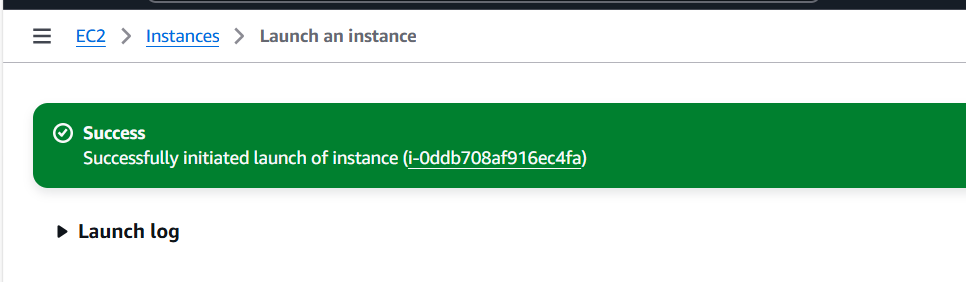 EC2 > Instances > Launch an instance
Success
Successfully initiated launch of instance (i-0ddb708af916ec4fa)
Launch log